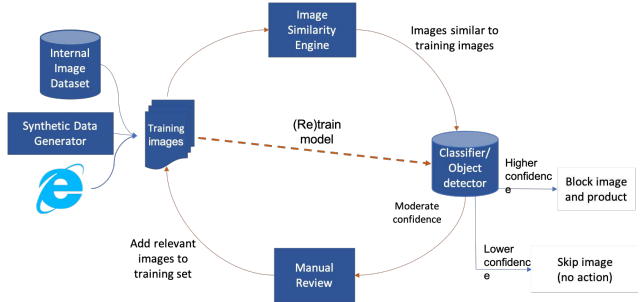 Internal
Image
Dataset
Synthetic Data
Generator
Training
images
Image
Similarity
Engine
Images similar to
training images
(Re)train
model
Classifier/
Object
detector
Higher
confidenc
e
Block image
and product
Moderate
confidence
Lower
confidenc
e
Skip image
(no action)
Manual
Review
Add relevant
images to
training set